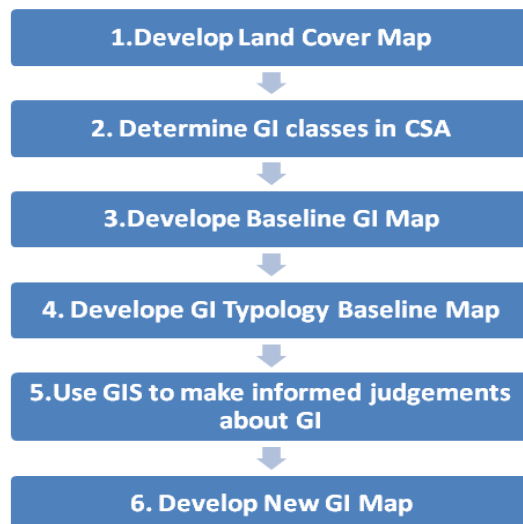 1.Develop Land Cover Map
2. Determine GI classes in CSA
3.Develope Baseline GI Map
4. Develope GI Typology Baseline Map
5.Use GIS to make informed judgements
about GI
6. Develop New GI Map